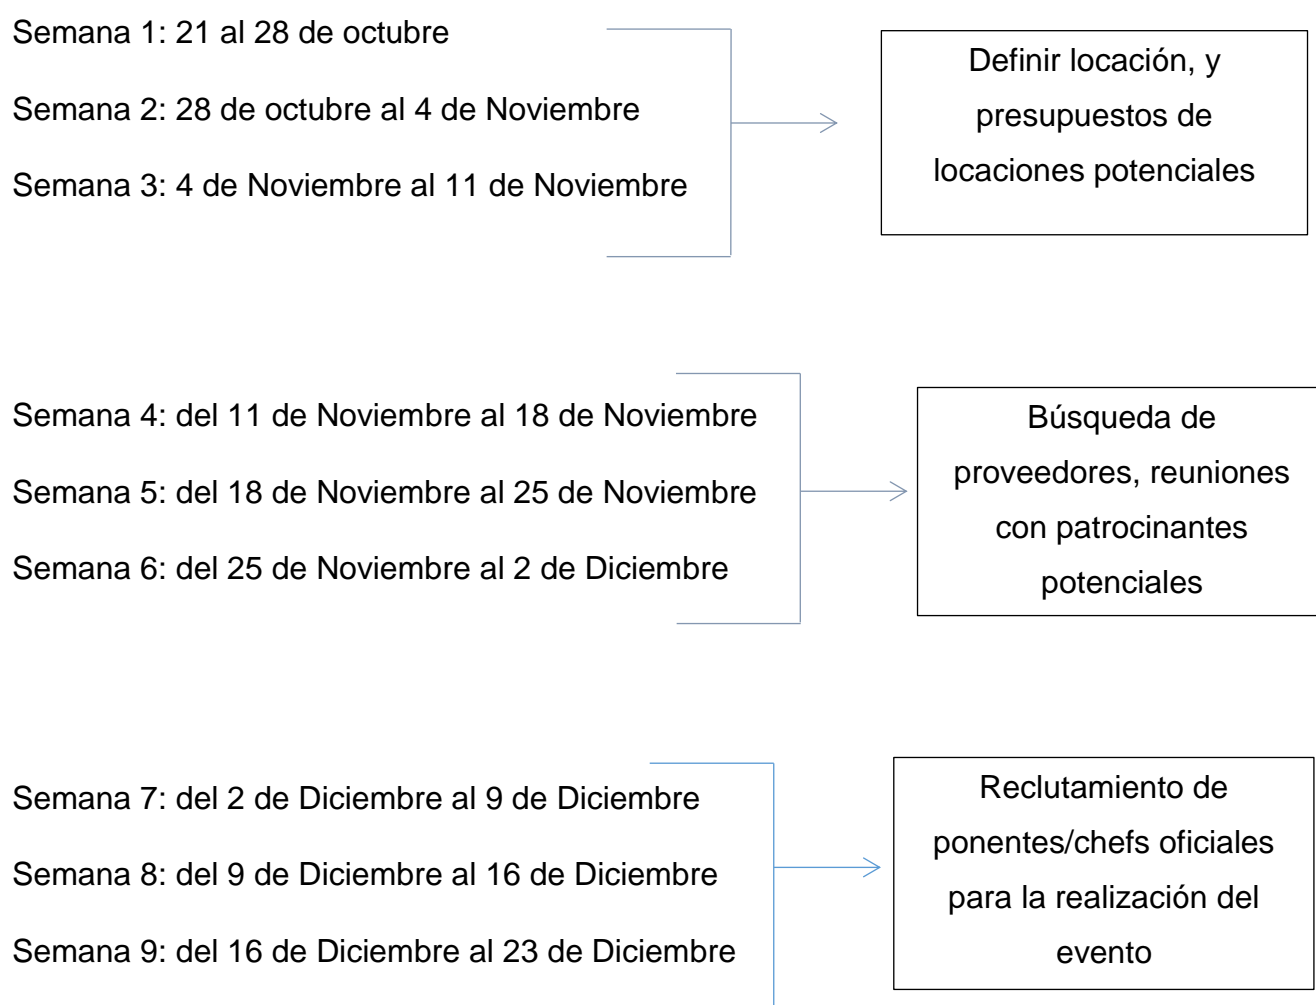 Semana 1: 21 al 28 de octubre
Semana 2: 28 de octubre al 4 de Noviembre
Semana 3: 4 de Noviembre al 11 de Noviembre
Definir locación, y
presupuestos de
locaciones potenciales
Semana 4: del 11 de Noviembre al 18 de Noviembre
Semana 5: del 18 de Noviembre al 25 de Noviembre
Semana 6: del 25 de Noviembre al 2 de Diciembre
Búsqueda de
proveedores, reuniones
con patrocinantes
potenciales
Semana 7: del 2 de Diciembre al 9 de Diciembre
Semana 8: del 9 de Diciembre al 16 de Diciembre
Semana 9: del 16 de Diciembre al 23 de Diciembre
Reclutamiento de
ponentes/chefs oficiales
para la realización del
evento